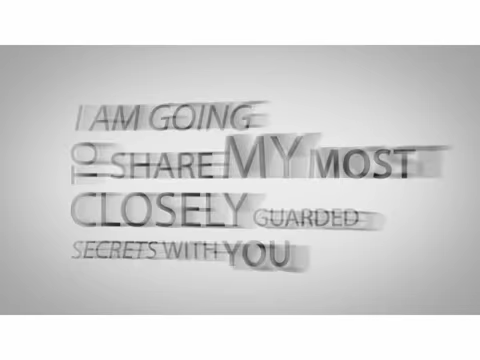 I AM GOING
TO SHARE MY MOST
CLOSELY GUARDED
SECRETS WITH YOU